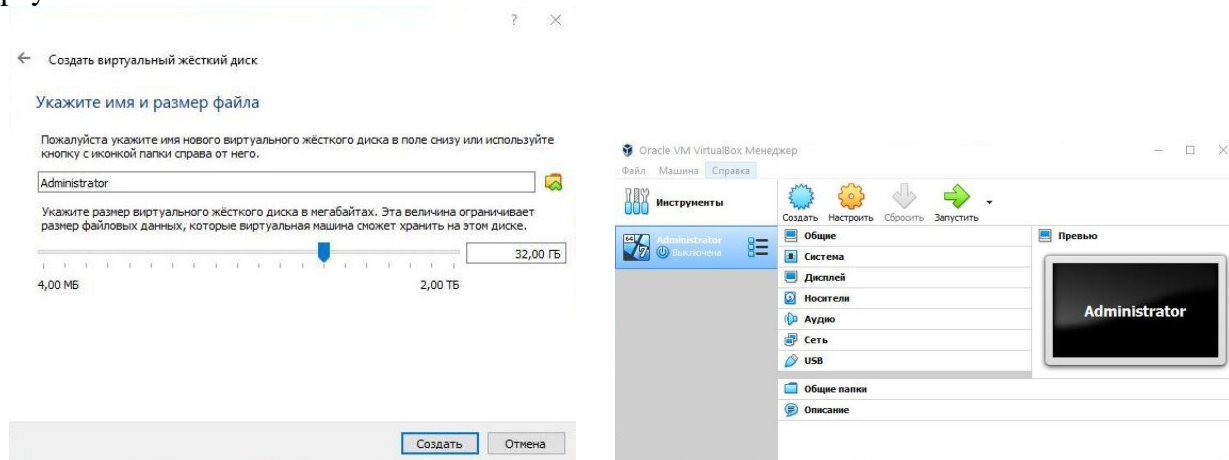 ?
Создать виртуальный жёсткий диск
Укажите имя и размер файла
Пожалуйста укажите имя нового виртуального жёсткого диска в поле снизу или используйте
кнопку с иконкой папки справа от него.
Administrator
Укажите размер виртуального жёсткого диска в мегабайтах. Эта величина ограничивает
размер файловых данных, которые виртуальная машина сможет хранить на этом диске.
32,00 ГБ
4,00 МБ
2,00 ТБ
Создать
Отмена
Oracle VM VirtualBox Менеджер
Файл Машина Справка
Инструменты
Создать Настроить Сбросить Запустить
64
7
Administrator
Выключена
Общие
Система
Дисплей
Носители
Аудио
Сеть
USB
Общие папки
Описание
Превью
Administrator